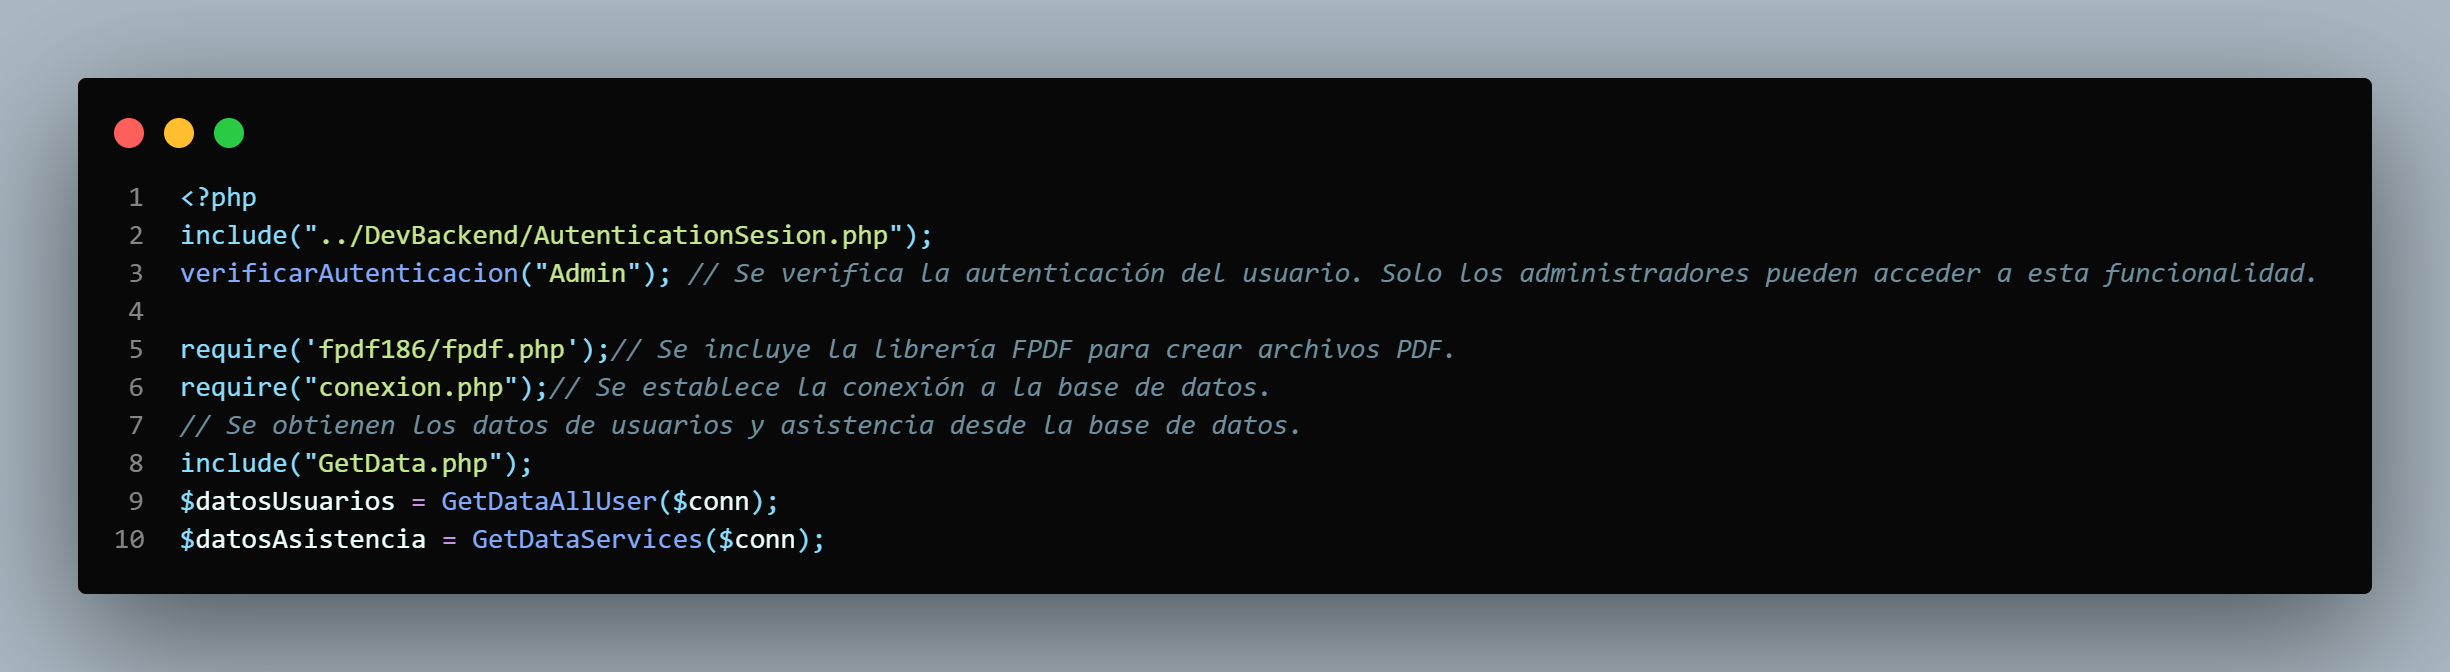 1 <?php
2 include("../DevBackend/AutenticationSesion.php");
3 verificarAutenticacion("Admin"); // Se verifica la autenticación del usuario. Solo los administradores pueden acceder a esta funcionalidad.
4
5 require('fpdf186/fpdf.php');// Se incluye la librería FPDF para crear archivos PDF.
6 require("conexion.php");// Se establece la conexión a la base de datos.
7 // Se obtienen los datos de usuarios y asistencia desde la base de datos.
8 include("GetData.php");
9 $datosUsuarios = GetDataAllUser($conn);
10 $datosAsistencia = GetDataServices($conn);